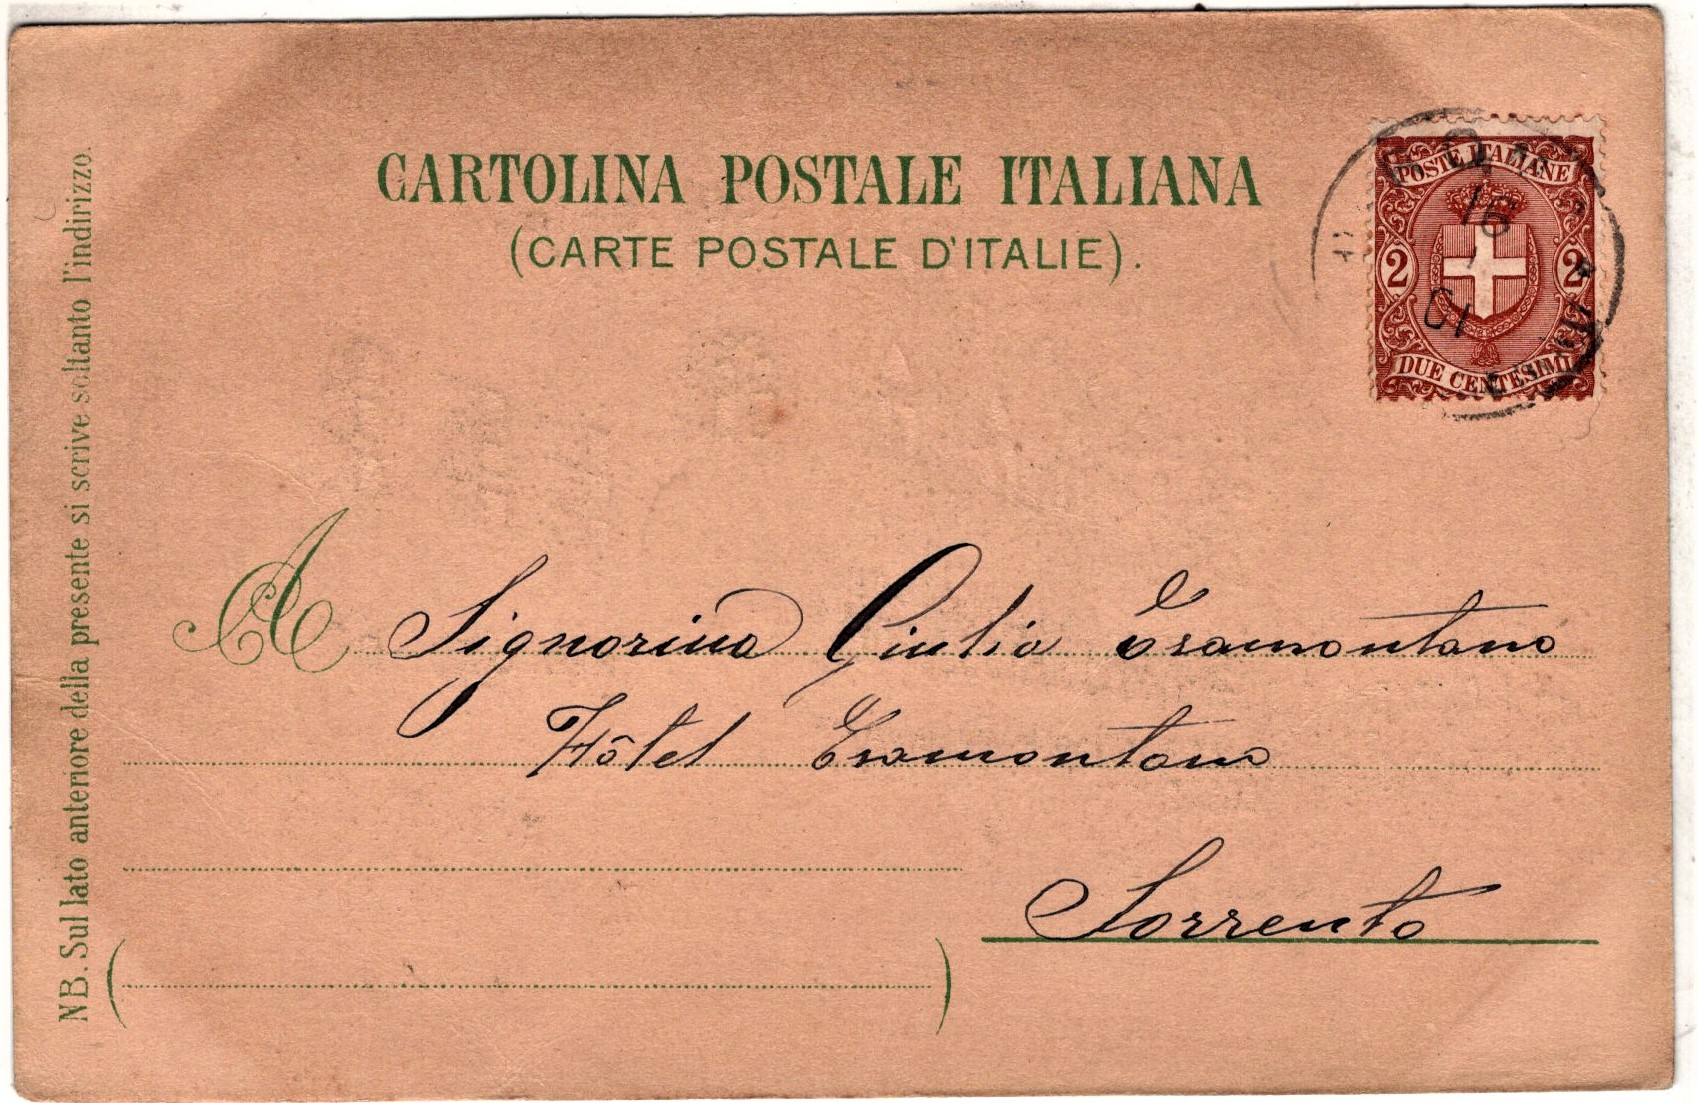 CARTOLINA POSTALE ITALIANA
(CARTE POSTALE D'ITALIE).
POSTE ITALIANE
2 2
DUE CENTESIMI
16
01
A Signorina Giulia Tramontano
Hôtel Tramontano
Sorrento
NB. Sul lato anteriore della presente si scrive soltanto l'indirizzo.